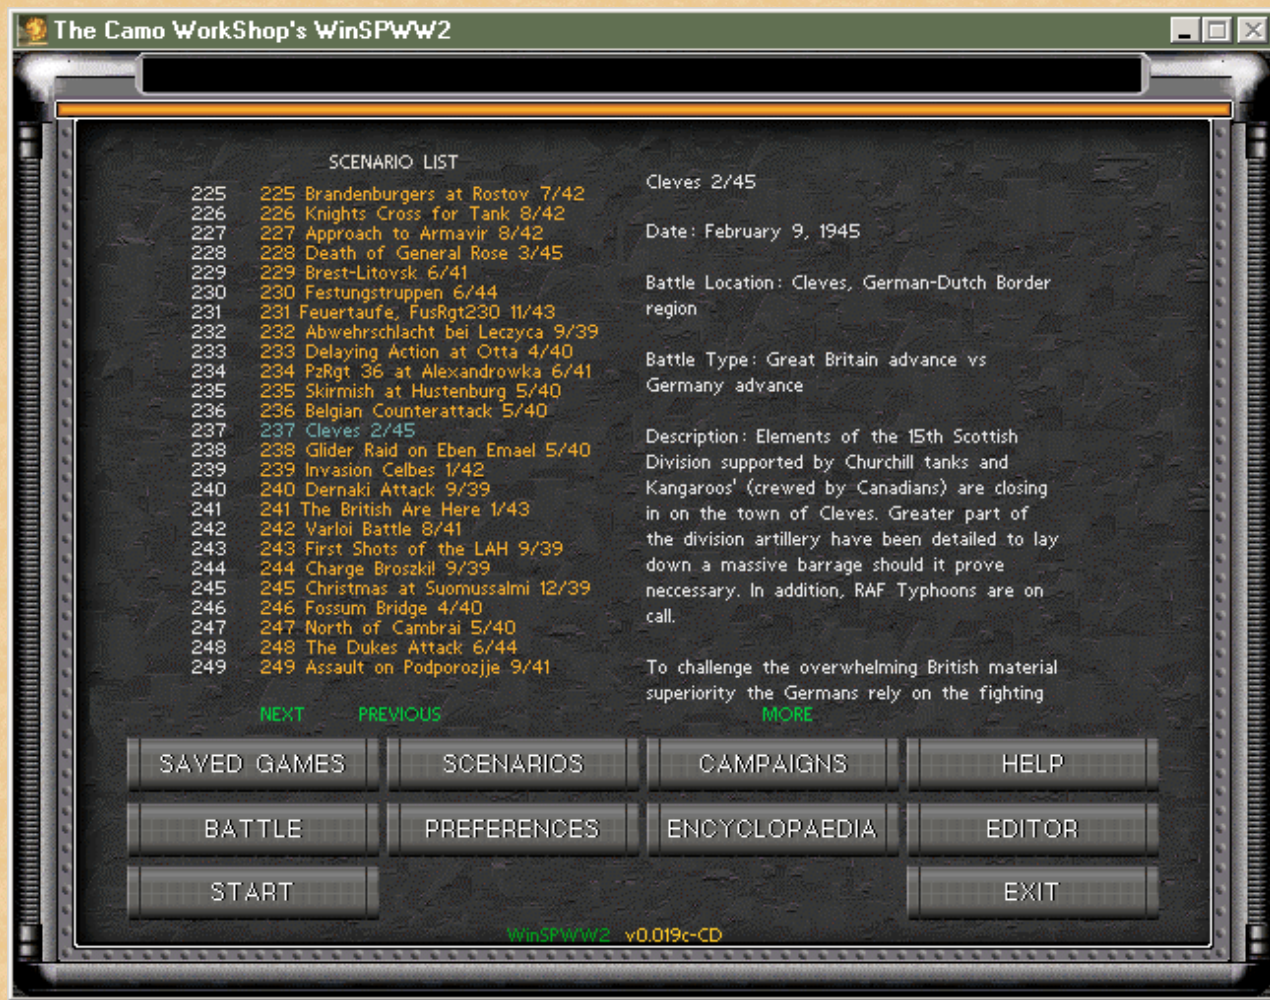 The Camo WorkShop's WinSPWW2
SCENARIO LIST
225 225 Brandenburgers at Rostov 7/42
226 226 Knights Cross for Tank 8/42
227 227 Approach to Armavir 8/42
228 228 Death of General Rose 3/45
229 229 Brest-Litovsk 6/41
230 230 Festungstruppen 6/44
231 231 Feuertaufe, FusRgt230 11/43
232 232 Abwehrschlacht bei Leczyca 9/39
233 233 Delaying Action at Otta 4/40
234 234 PzRgt 36 at Alexandrowka 6/41
235 235 Skirmish at Hustenburg 5/40
236 236 Belgian Counterattack 5/40
237 237 Cleves 2/45
238 238 Glider Raid on Eben Emael 5/40
239 239 Invasion Celbes 1/42
240 240 Dernaki Attack 9/39
241 241 The British Are Here 1/43
242 242 Varloi Battle 8/41
243 243 First Shots of the LAH 9/39
244 244 Charge Broszki! 9/39
245 245 Christmas at Suomussalmi 12/39
246 246 Fossum Bridge 4/40
247 247 North of Cambrai 5/40
248 248 The Dukes Attack 6/44
249 249 Assault on Podporozjje 9/41
NEXT PREVIOUS
Cleves 2/45
Date: February 9, 1945
Battle Location: Cleves, German-Dutch Border
region
Battle Type: Great Britain advance vs
Germany advance
Description: Elements of the 15th Scottish
Division supported by Churchill tanks and
Kangaroos' (crewed by Canadians) are closing
in on the town of Cleves. Greater part of
the division artillery have been detailed to lay
down a massive barrage should it prove
neccessary. In addition, RAF Typhoons are on
call.
To challenge the overwhelming British material
superiority the Germans rely on the fighting
MORE
SAVED GAMES SCENARIOS CAMPAIGNS HELP
BATTLE PREFERENCES ENCYCLOPAEDIA EDITOR
START EXIT
WinSPWW2 v0.019c-CD